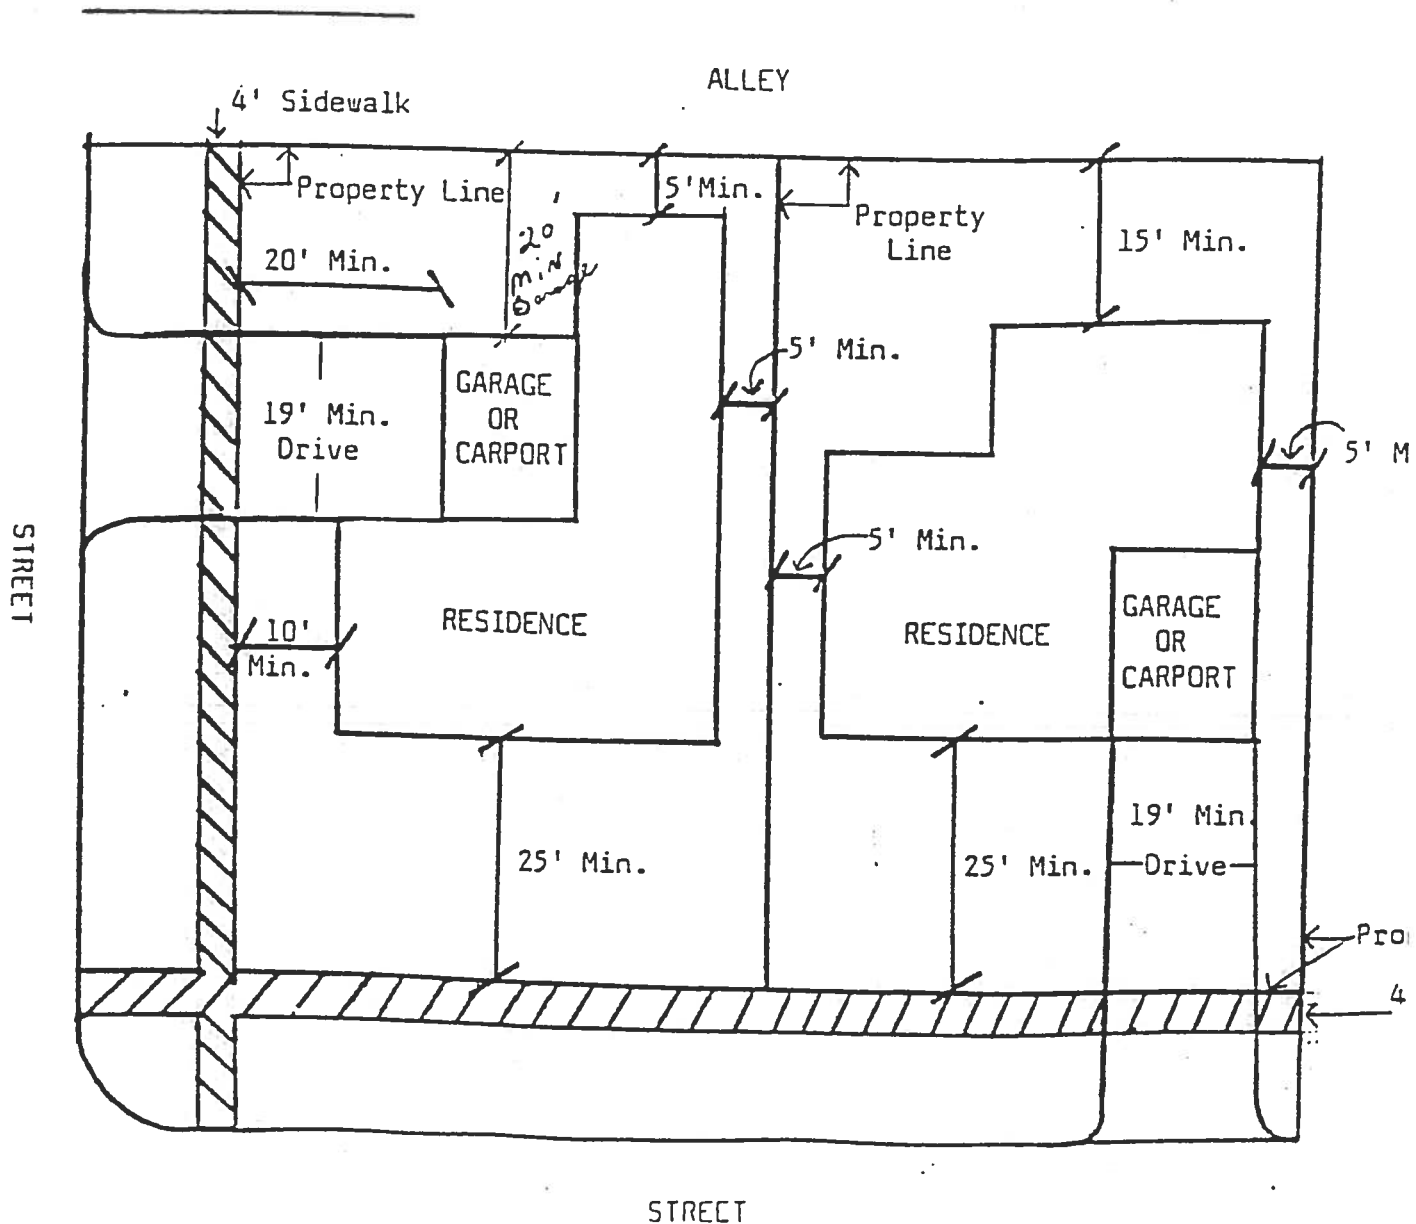 ALLEY
4' Sidewalk
Property Line
5'Min.
20'
Min
Garage
Property
Line
15' Min.
20' Min.
5' Min.
GARAGE
OR
CARPORT
19' Min.
Drive
5' M
STREET
5' Min.
10'
Min.
RESIDENCE
RESIDENCE
GARAGE
OR
CARPORT
25' Min.
25' Min.
19' Min.
Drive
Pro
4
STREET